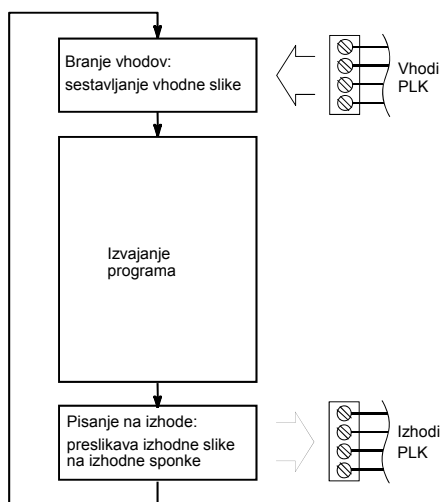 Branje vhodov:
sestavljanje vhodne slike
Vhodi
PLK
Izvajanje
programa
Pisanje na izhode:
preslikava izhodne slike
na izhodne sponke
Izhodi
PLK